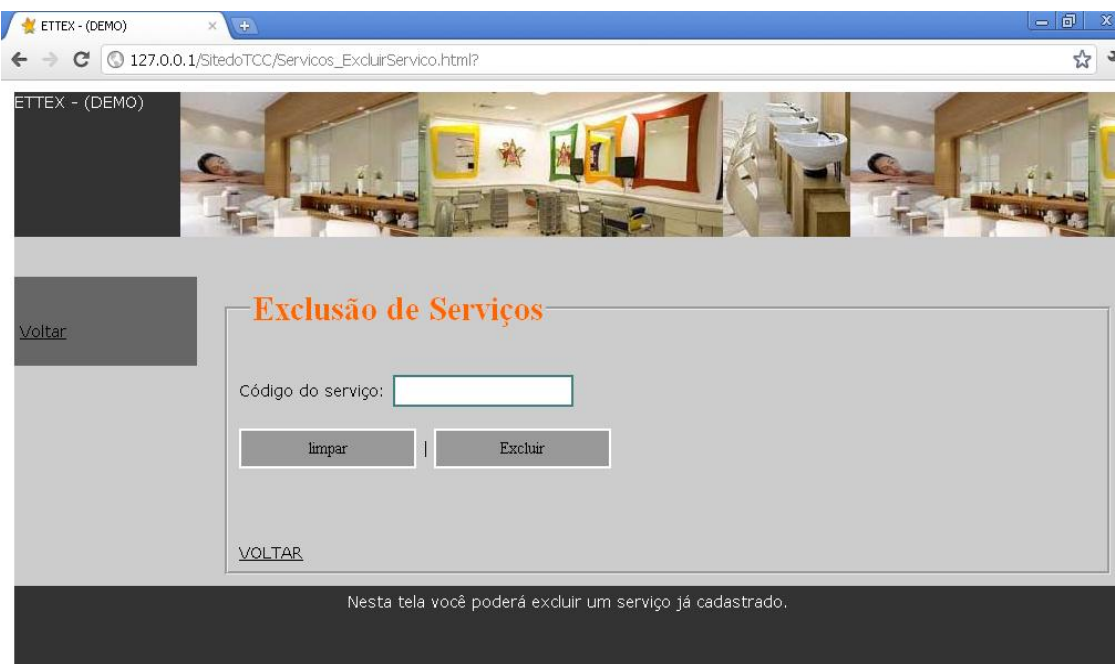 ETTEX - (DEMO)
127.0.0.1/SitedoTCC/Servicos_ExcluirServico.html?
ETTEX - (DEMO)
Voltar
Exclusão de Serviços
Código do serviço:
limpar | Excluir
VOLTAR
Nesta tela você poderá excluir um serviço já cadastrado.